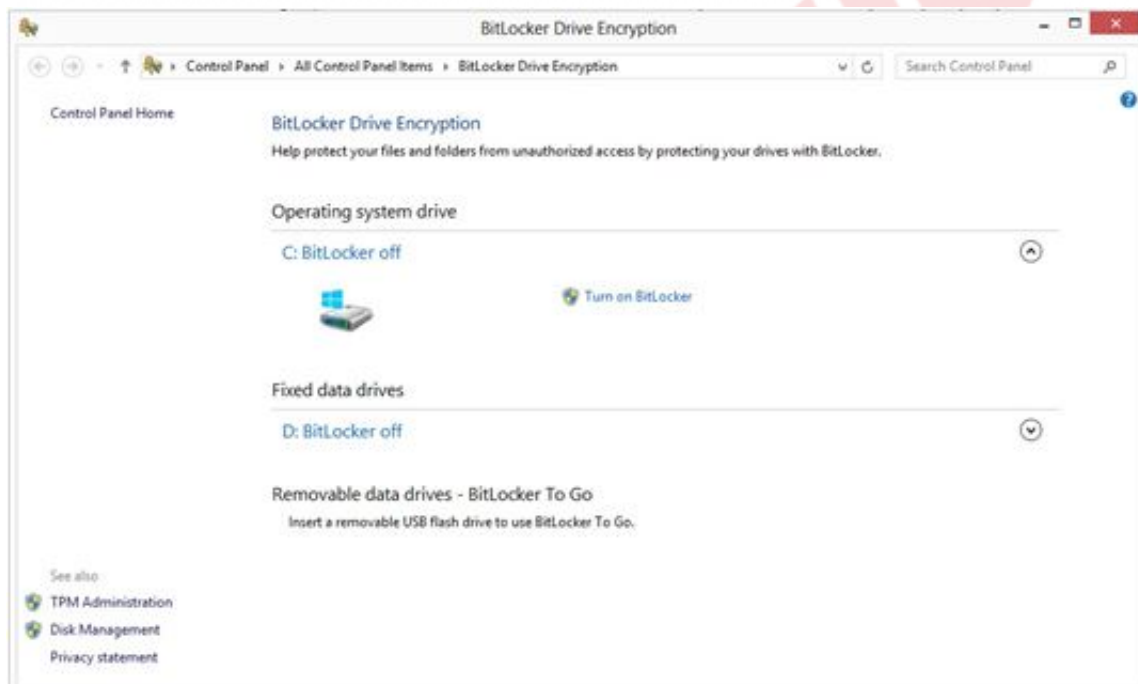 BitLocker Drive Encryption
Control Panel ▸ All Control Panel Items ▸ BitLocker Drive Encryption
Search Control Panel
Control Panel Home
BitLocker Drive Encryption
Help protect your files and folders from unauthorized access by protecting your drives with BitLocker.
Operating system drive
C: BitLocker off
Turn on BitLocker
Fixed data drives
D: BitLocker off
Removable data drives - BitLocker To Go
Insert a removable USB flash drive to use BitLocker To Go.
See also
TPM Administration
Disk Management
Privacy statement